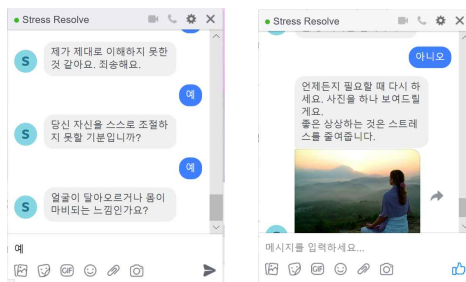 Stress Resolve
제가 제대로 이해하지 못한
것 같아요. 죄송해요.
S
예
당신 자신을 스스로 조절하
지 못할 기분입니까?
S
예
얼굴이 달아오르거나 몸이
마비되는 느낌인가요?
S
예
GIF
Stress Resolve
아니오
언제든지 필요할 때 다시 하
세요. 사진을 하나 보여드릴
게요.
좋은 상상하는 것은 스트레
스를 줄여줍니다.
메시지를 입력하세요...
GIF